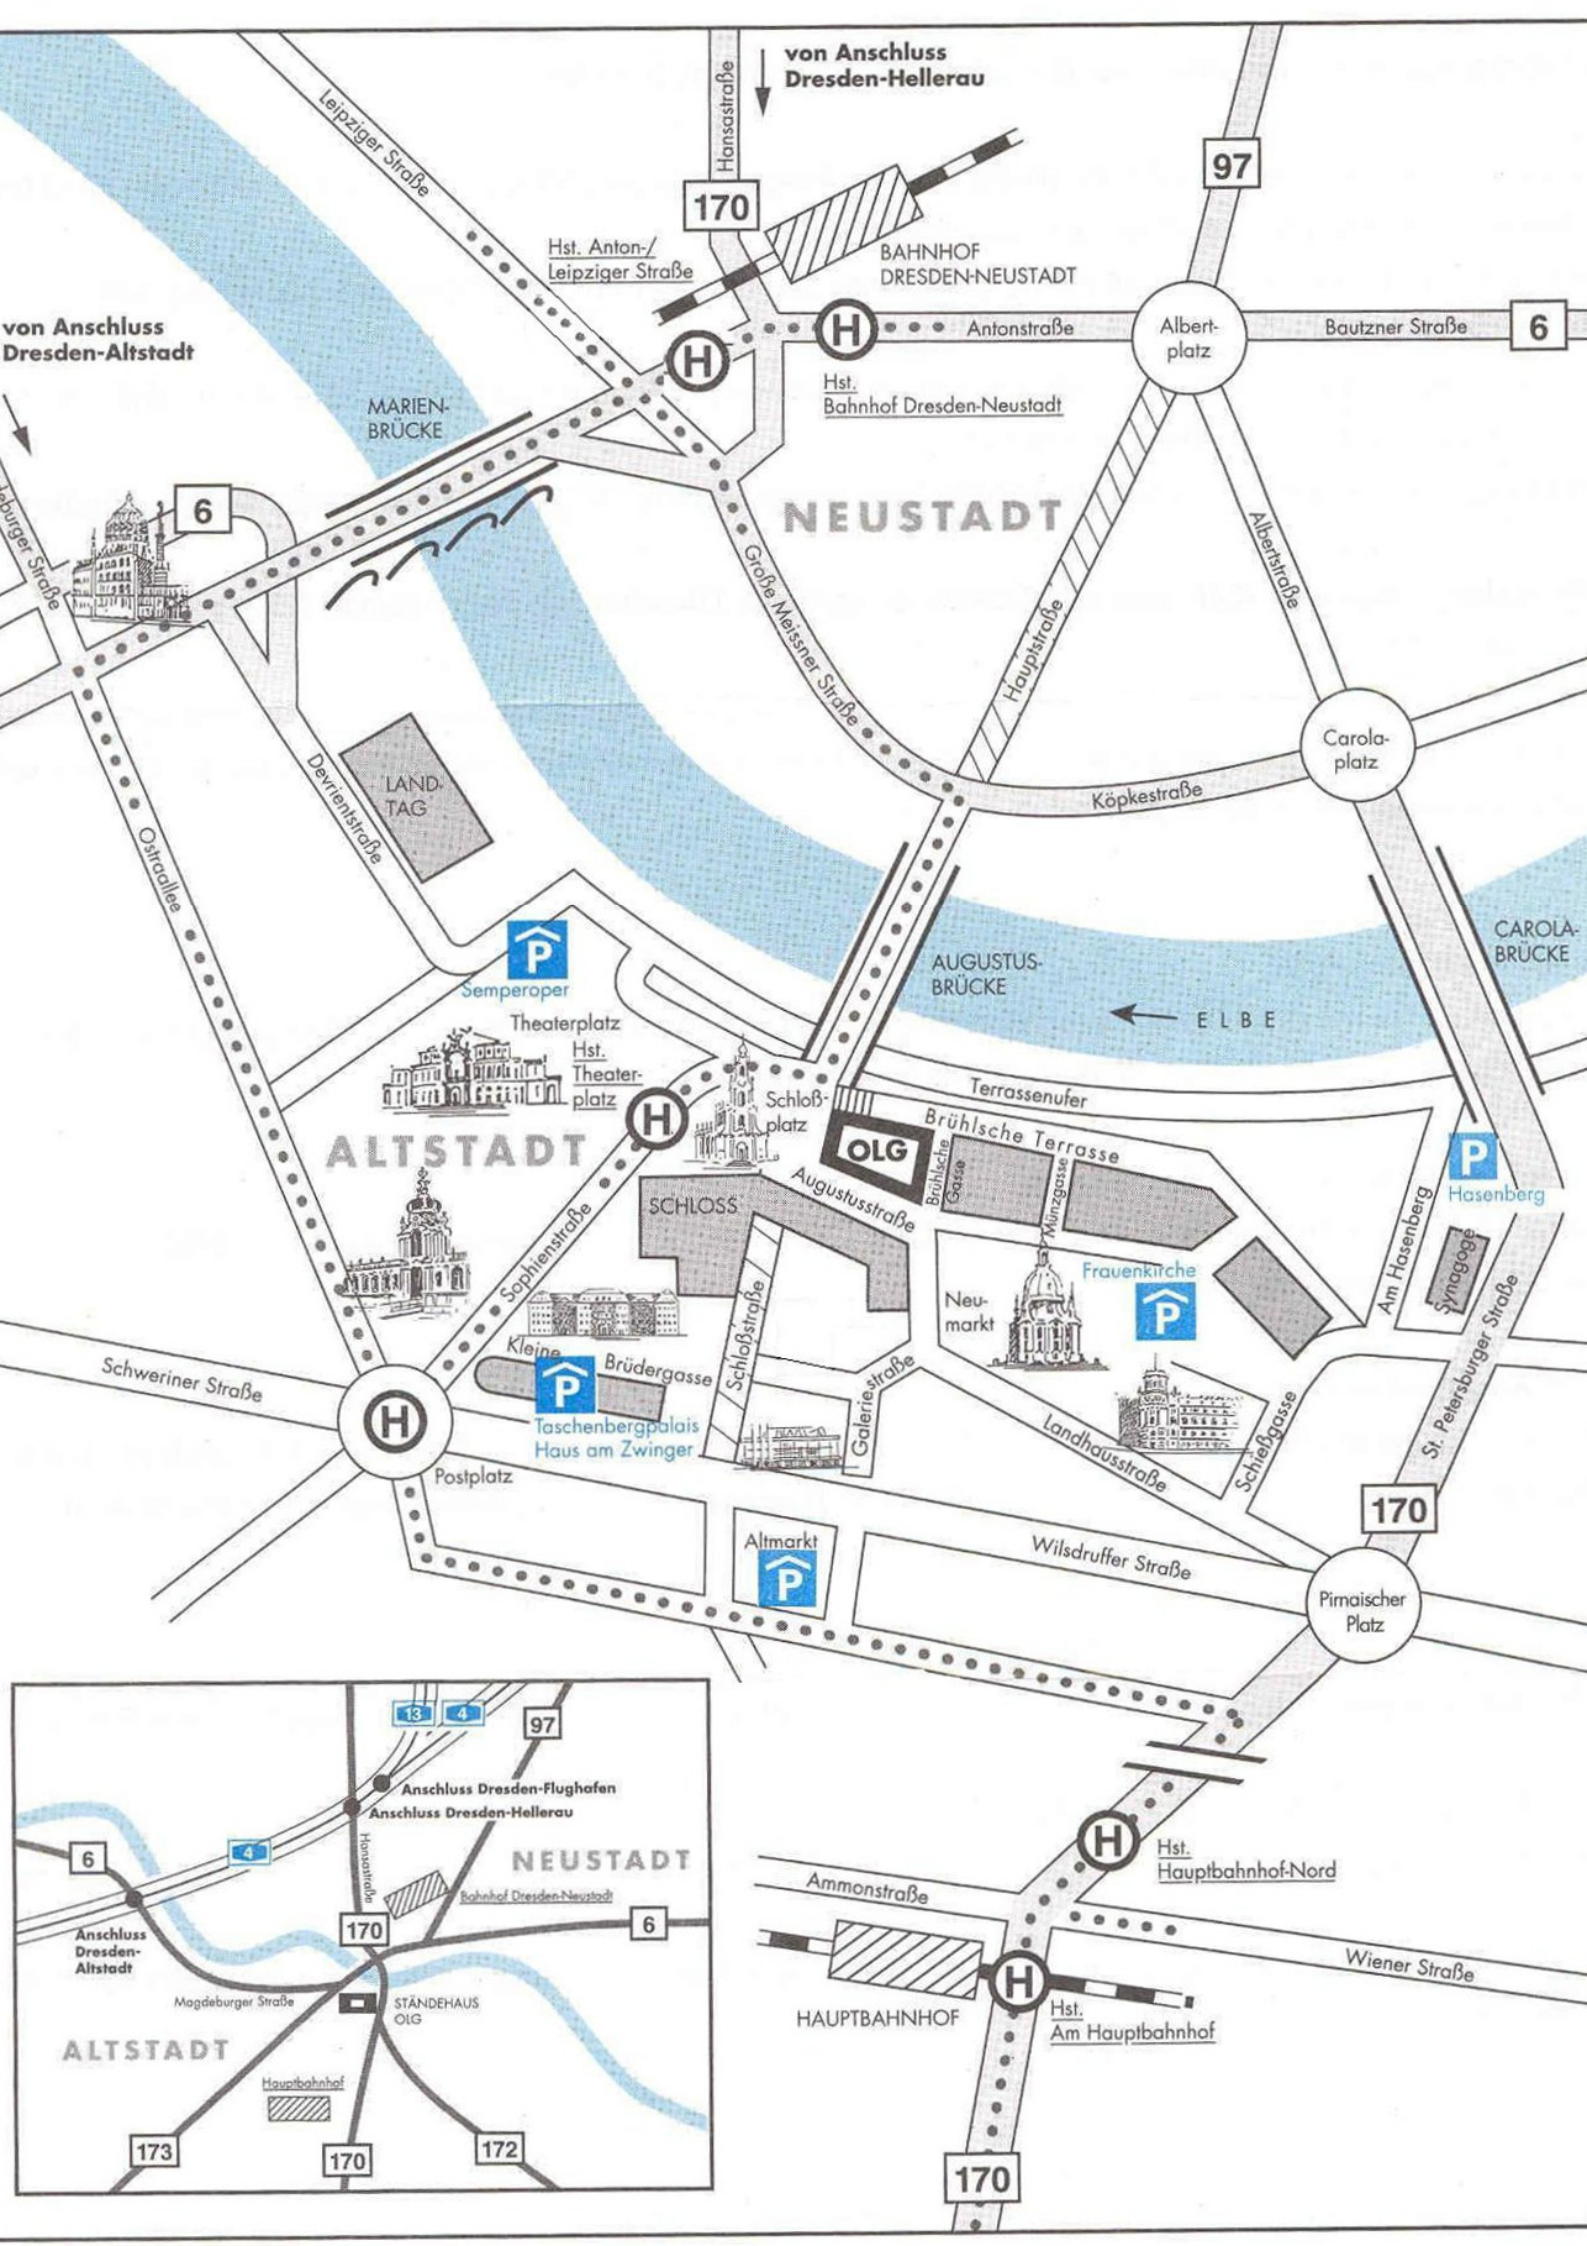 von Anschluss
Dresden-Hellerau
Hansastraße
Leipziger Straße
97
170
Hst. Anton-/
Leipziger Straße
BAHNHOF
DRESDEN-NEUSTADT
von Anschluss
Dresden-Altstadt
H
H
Antonstraße
Albert-
platz
Bautzner Straße
6
Hst.
Bahnhof Dresden-Neustadt
MARIEN-
BRÜCKE
6
NEUSTADT
deburger Straße
Große Meissner Straße
Hauptstraße
Albertstraße
Carola-
platz
Köpkestraße
LAND-
TAG
Devrientstraße
Ostraallee
CAROLA-
BRÜCKE
AUGUSTUS-
BRÜCKE
ELBE
P
Semperoper
Theaterplatz
Hst.
Theater-
platz
H
Schloß-
platz
Terrassenufer
Brühlsche Terrasse
OLG
Brühlsche
Gasse
Münzgasse
P
Hasenberg
ALTSTADT
SCHLOSS
Augustusstraße
Am Hasenberg
Synagoge
Sophienstraße
Frauenkirche
P
Neu-
markt
Schloßstraße
St. Petersburger Straße
Schweriner Straße
Kleine
Brüdergasse
P
Taschenbergpalais
Haus am Zwinger
Galeriestraße
Landhausstraße
Schießgasse
H
Postplatz
170
Altmarkt
P
Wilsdruffer Straße
Pirnaischer
Platz
13
4
97
Anschluss Dresden-Flughafen
Anschluss Dresden-Hellerau
Hansastraße
4
6
NEUSTADT
Bahnhof Dresden-Neustadt
170
6
Anschluss
Dresden-
Altstadt
Magdeburger Straße
STÄNDEHAUS
OLG
ALTSTADT
Hauptbahnhof
173
170
172
H
Hst.
Hauptbahnhof-Nord
Ammonstraße
Wiener Straße
HAUPTBAHNHOF
H
Hst.
Am Hauptbahnhof
170